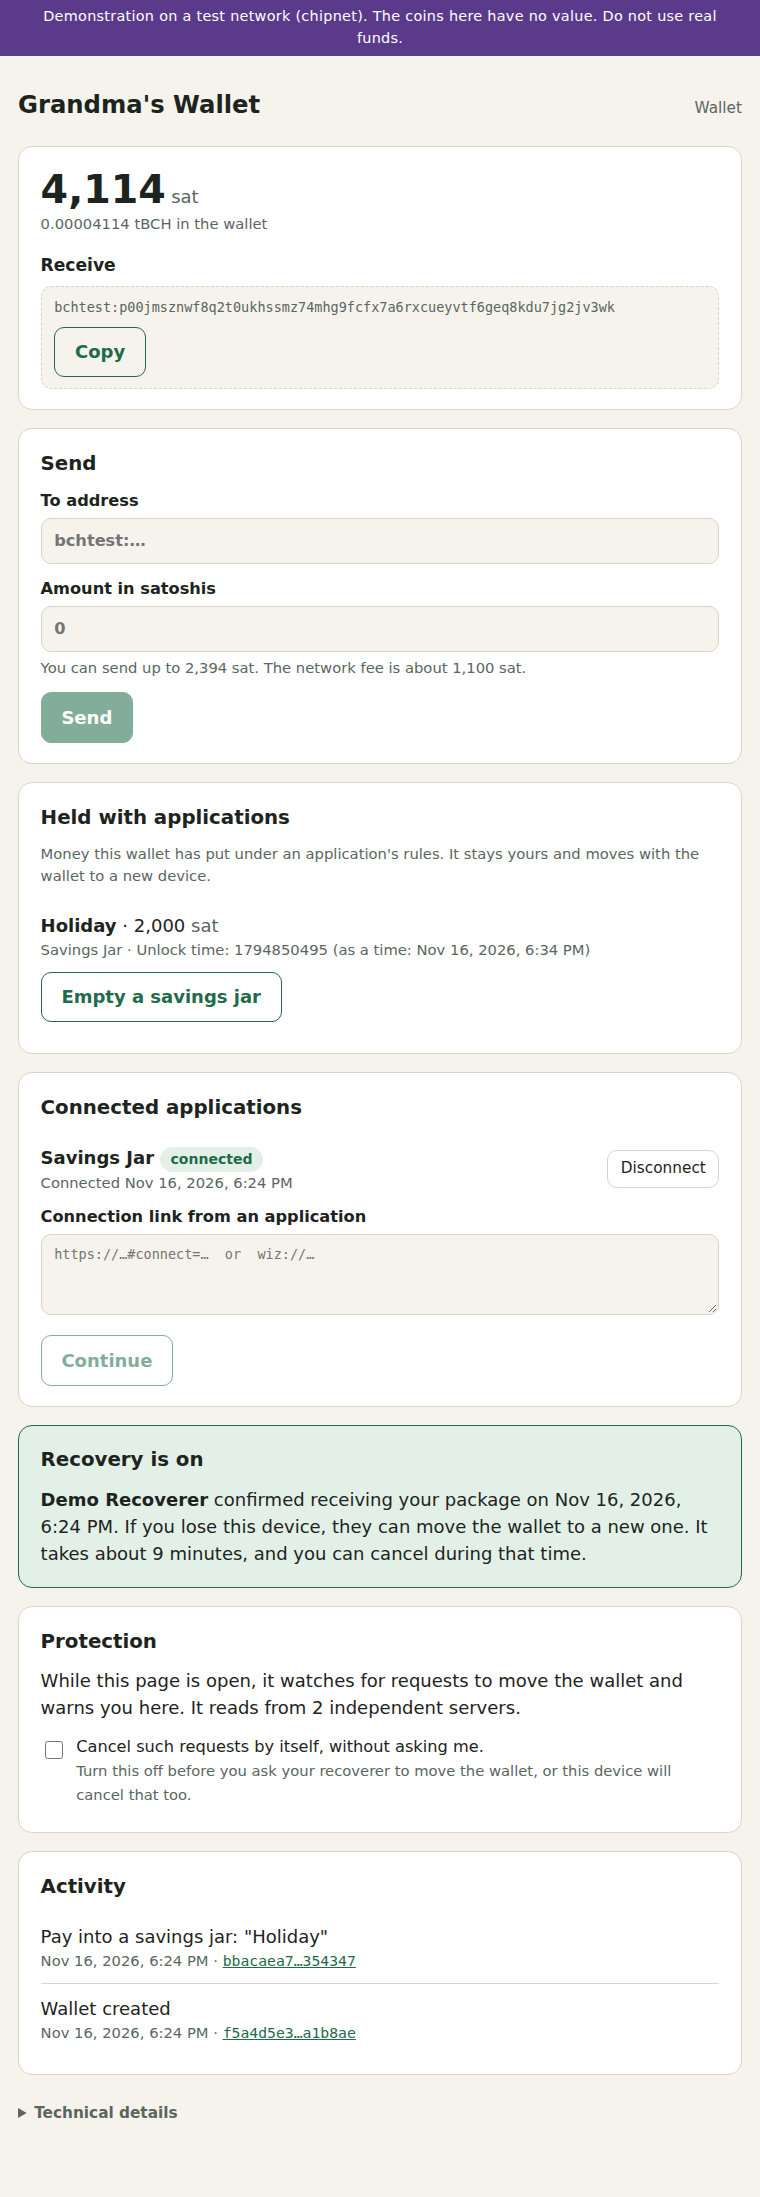 Demonstration on a test network (chipnet). The coins here have no value. Do not use real
funds.
Grandma's Wallet
Wallet
4,114 sat
0.00004114 tBCH in the wallet
Receive
bchtest:p00jmsznwf8q2t0ukhssmz74mhg9fcfx7a6rxcueyvtf6geq8kdu7jg2jv3wk
Copy
Send
To address
bchtest:…
Amount in satoshis
0
You can send up to 2,394 sat. The network fee is about 1,100 sat.
Send
Held with applications
Money this wallet has put under an application's rules. It stays yours and moves with the
wallet to a new device.
Holiday · 2,000 sat
Savings Jar · Unlock time: 1794850495 (as a time: Nov 16, 2026, 6:34 PM)
Empty a savings jar
Connected applications
Savings Jar connected
Disconnect
Connected Nov 16, 2026, 6:24 PM
Connection link from an application
https://…#connect=… or wiz://…
Continue
Recovery is on
Demo Recoverer confirmed receiving your package on Nov 16, 2026,
6:24 PM. If you lose this device, they can move the wallet to a new one. It
takes about 9 minutes, and you can cancel during that time.
Protection
While this page is open, it watches for requests to move the wallet and
warns you here. It reads from 2 independent servers.
Cancel such requests by itself, without asking me.
Turn this off before you ask your recoverer to move the wallet, or this device will
cancel that too.
Activity
Pay into a savings jar: "Holiday"
Nov 16, 2026, 6:24 PM · bbacaea7…354347
Wallet created
Nov 16, 2026, 6:24 PM · f5a4d5e3…a1b8ae
Technical details